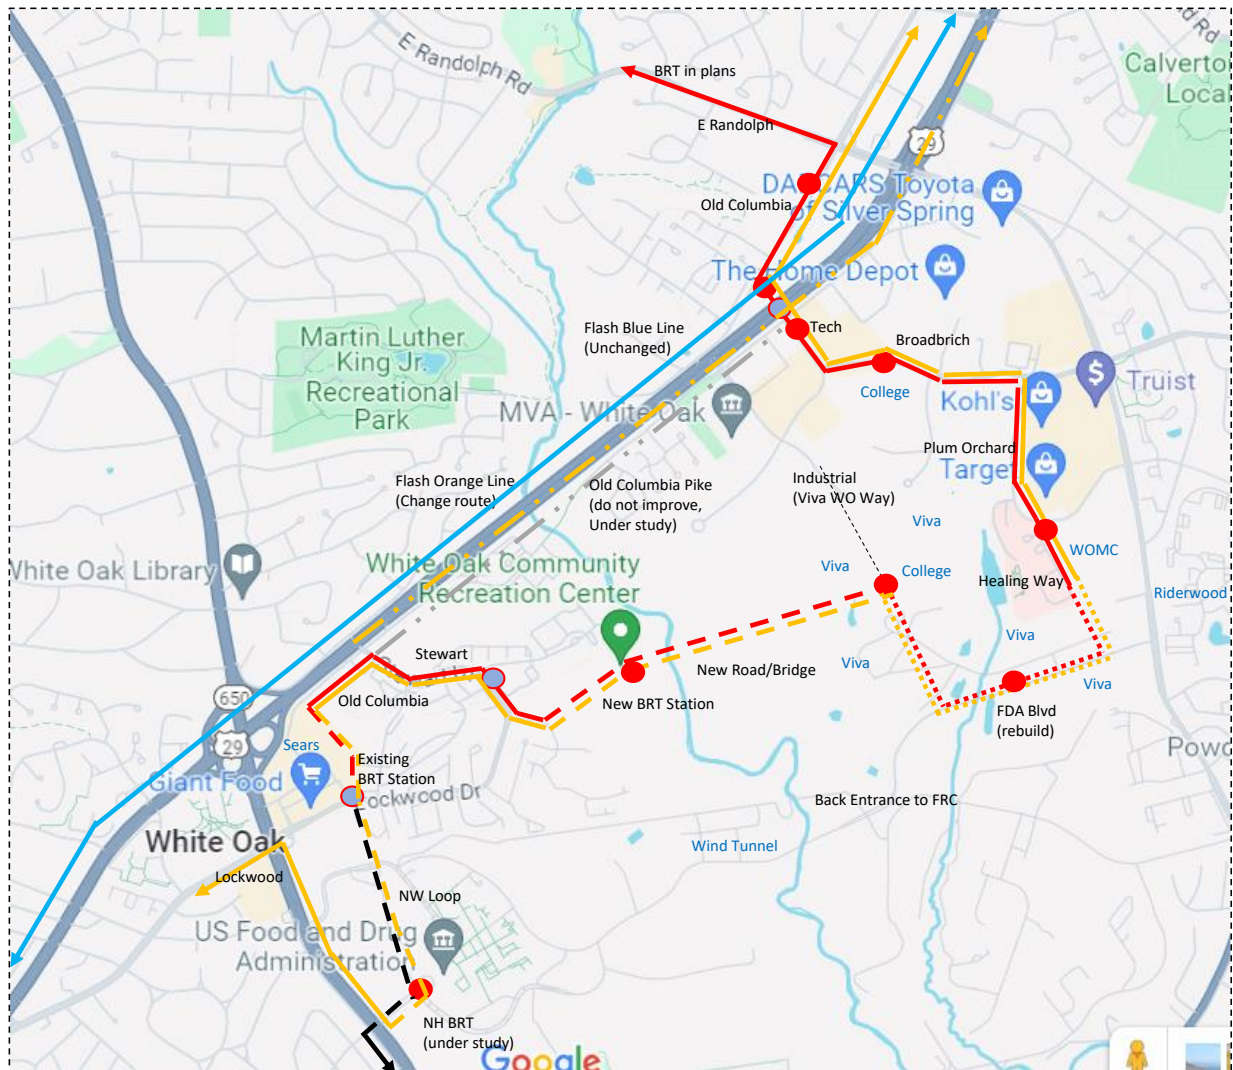 E Randolph Rd
BRT in plans
Calverto
Loca
E Randolph
29
DA
CARS Toyota
of Silver Spring
Old Columbia
The Home Depot
Tech
Broadbrich
Flash Blue Line
(Unchanged)
Martin Luther
King Jr.
Recreational
Park
College
Kohl's
Truist
MVA - White Oak
Plum Orchard
Target
Flash Orange Line
(Change route)
Old Columbia Pike
(do not improve,
Under study)
Industrial
(Viva WO Way)
Viva
White Oak Community
Recreation Center
White Oak Library
WOMC
Viva
College
Healing Way
Riderwood
Stewart
Viva
Viva
New Road/Bridge
Viva
650
Old Columbia
New BRT Station
FDA Blvd
(rebuild)
29
Sears
Giant Food
Existing
BRT Station
Lockwood Dr
Powd
Back Entrance to FRC
White Oak
Wind Tunnel
Lockwood
NW Loop
US Food and Drug
Administration
NH BRT
(under study)
Google